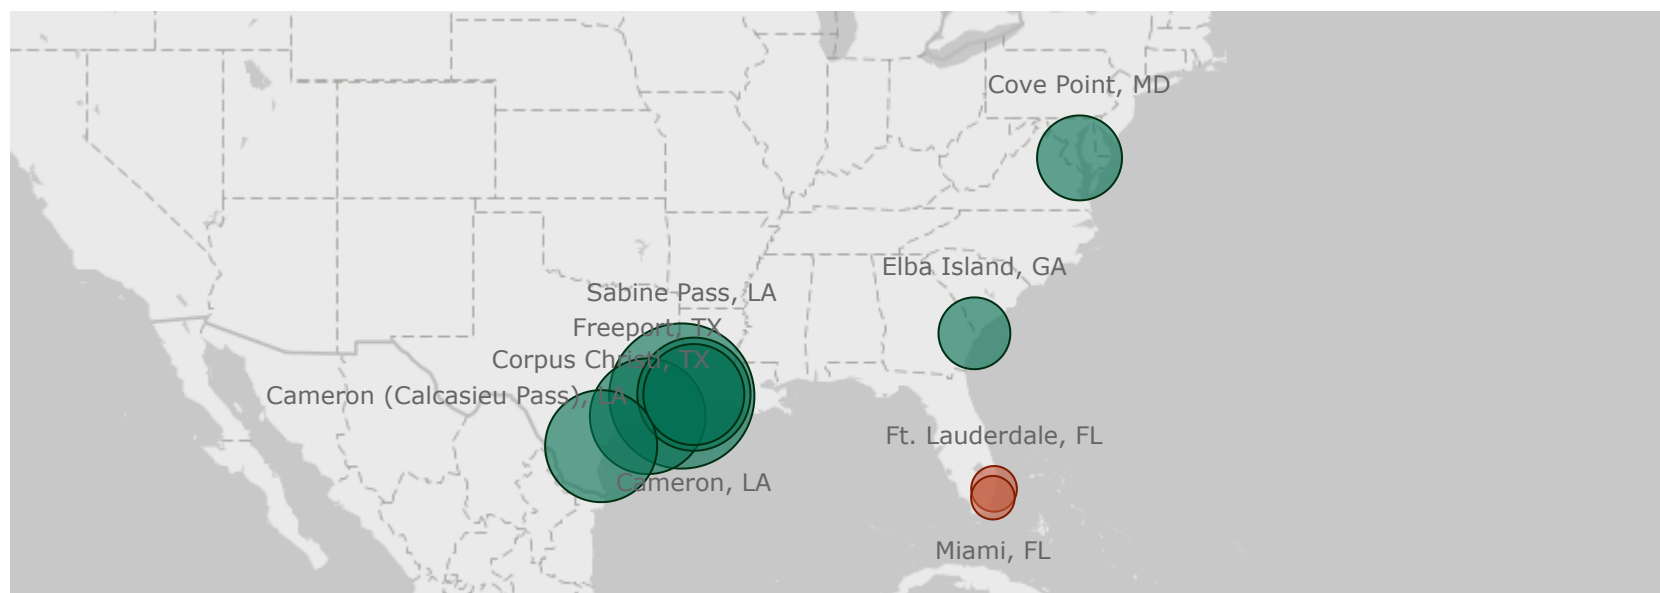 Cove Point, MD
Elba Island, GA
Sabine Pass, LA
Freeport, TX
Corpus Christi, TX
Cameron (Calcasieu Pass), LA
Ft. Lauderdale, FL
Cameron, LA
Miami, FL